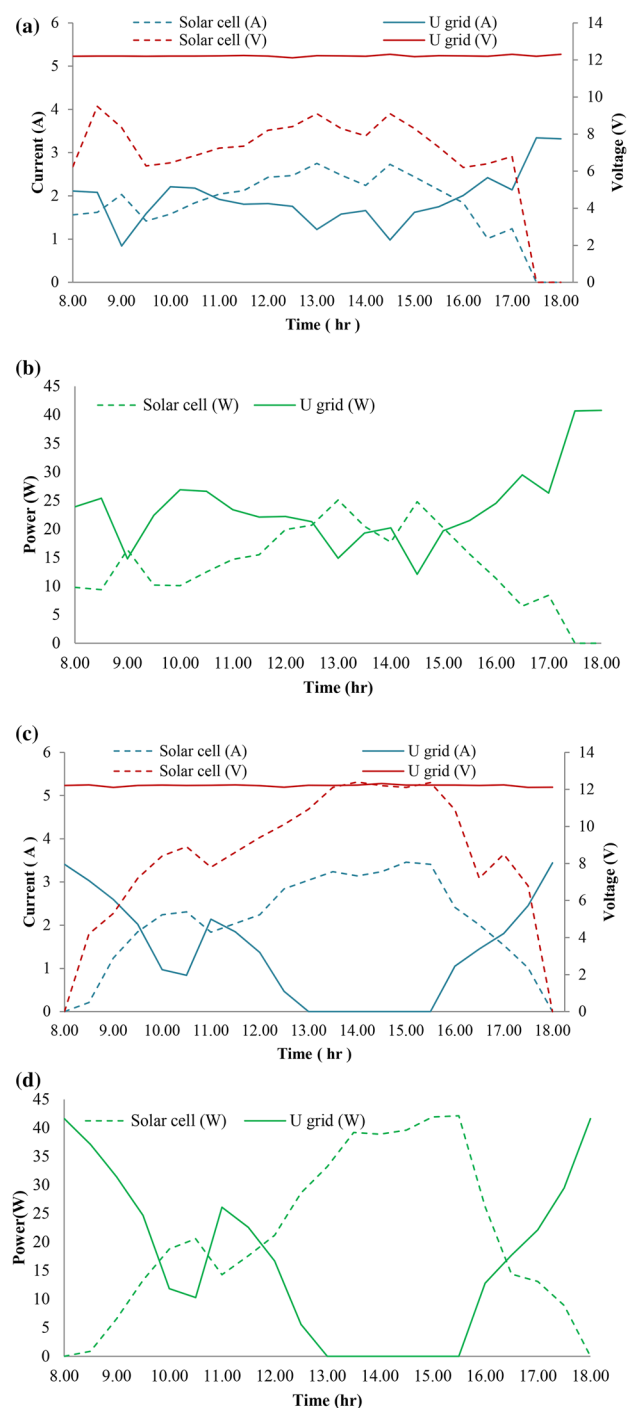 (a)
Solar cell (A) U grid (A)
Solar cell (V) U grid (V)
6 14
5 12
4 10
3 8
2 6
1 4
0 2
0
Current (A)
Voltage (V)
8.00 9.00 10.00 11.00 12.00 13.00 14.00 15.00 16.00 17.00 18.00
Time ( hr )
(b)
45
40
35
30
25
20
15
10
5
0
Solar cell (W) U grid (W)
Power (W)
8.00 9.00 10.00 11.00 12.00 13.00 14.00 15.00 16.00 17.00 18.00
Time (hr)
(c)
Solar cell (A) U grid (A)
Solar cell (V) U grid (V)
6 14
5 12
4 10
3 8
2 6
1 4
0 2
0
Current ( A )
Voltage (V)
8.00 9.00 10.00 11.00 12.00 13.00 14.00 15.00 16.00 17.00 18.00
Time ( hr )
(d)
45
40
35
30
25
20
15
10
5
0
Solar cell (W) U grid (W)
Power(W)
8.00 9.00 10.00 11.00 12.00 13.00 14.00 15.00 16.00 17.00 18.00
Time (hr)